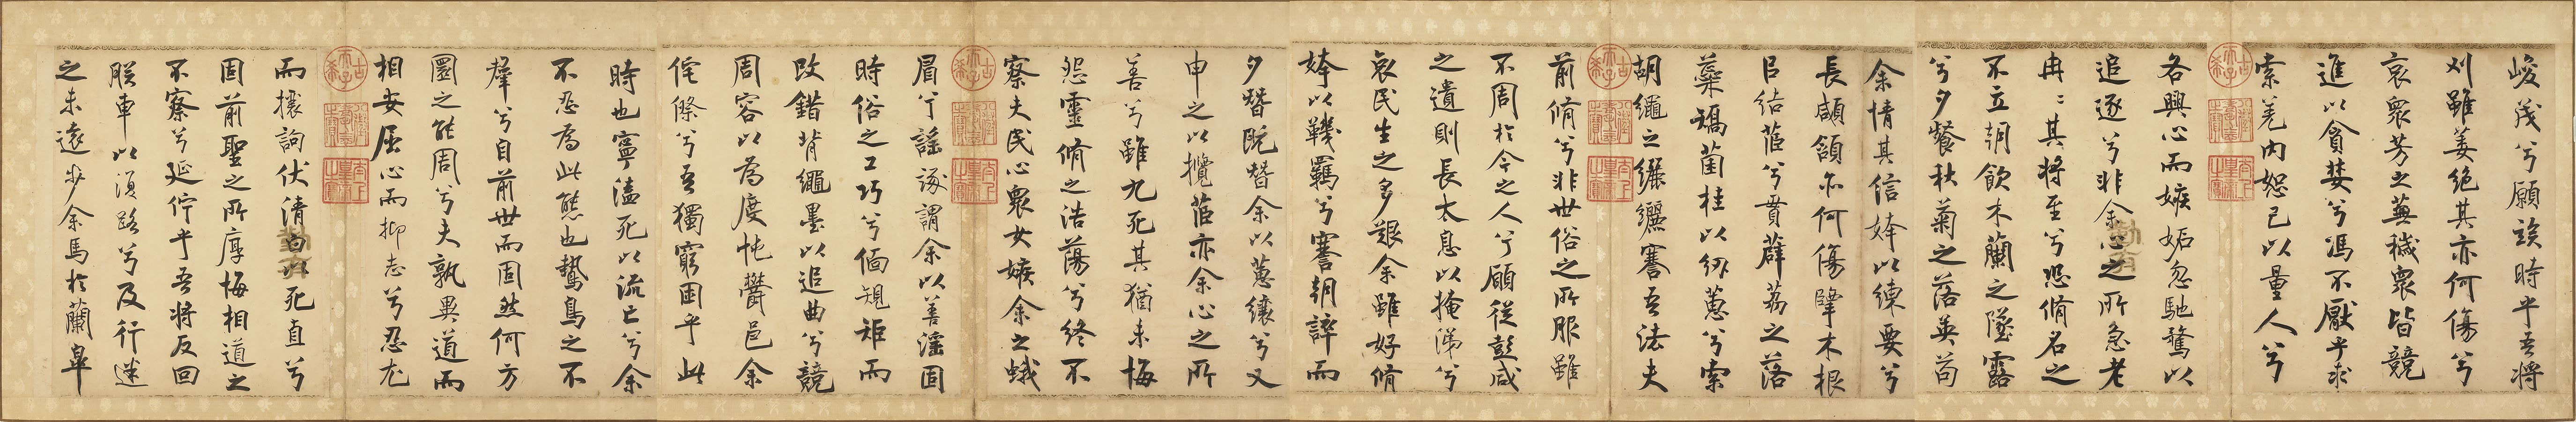 峻茂兮願竢時乎吾將
刈雖萎絕其亦何傷兮
哀眾芳之蕪穢眾皆競
進以貪婪兮馮不厭乎求
索羌内恕己以量人兮
各興心而嫉妬忽馳騖以
追逐兮非余心之所急老
冉〻其將至兮恐脩名之
不立朝飲木蘭之墜露
兮夕餐秋菊之落英苟
余情其信姱以練要兮
長顑頷亦何傷擥木根
㠯結茝兮貫薜荔之落
蘂矯菌桂以紉蕙兮索
胡繩之纚纚謇吾法夫
前脩兮非世俗之所服雖
不周於今之人兮願從彭咸
之遺則長太息以掩涕兮
哀民生之多艱余雖好脩
姱以鞿羈兮謇朝誶而
夕朁既朁余以蕙纕兮又
申之以攬茝亦余心之所
善兮雖九死其猶未悔
怨靈脩之浩蕩兮終不
察夫民心眾女嫉余之蛾
眉兮謠諑謂余以善淫固
時俗之工巧兮偭規矩而
改錯背繩墨以追曲兮競
周容以為度忳鬱邑余
侘傺兮吾獨窮困乎此
時也寧溘死以流亡兮余
不忍為此態也鷙鳥之不
羣兮自前世而固然何方
圜之能周兮夫孰異道而
相安屈心而抑志兮忍尤
而攘詬伏清白以死直兮
固前聖之所厚悔相道之
不察兮延佇乎吾將反回
朕車以復路兮及行迷
之未遠步余馬於蘭皋